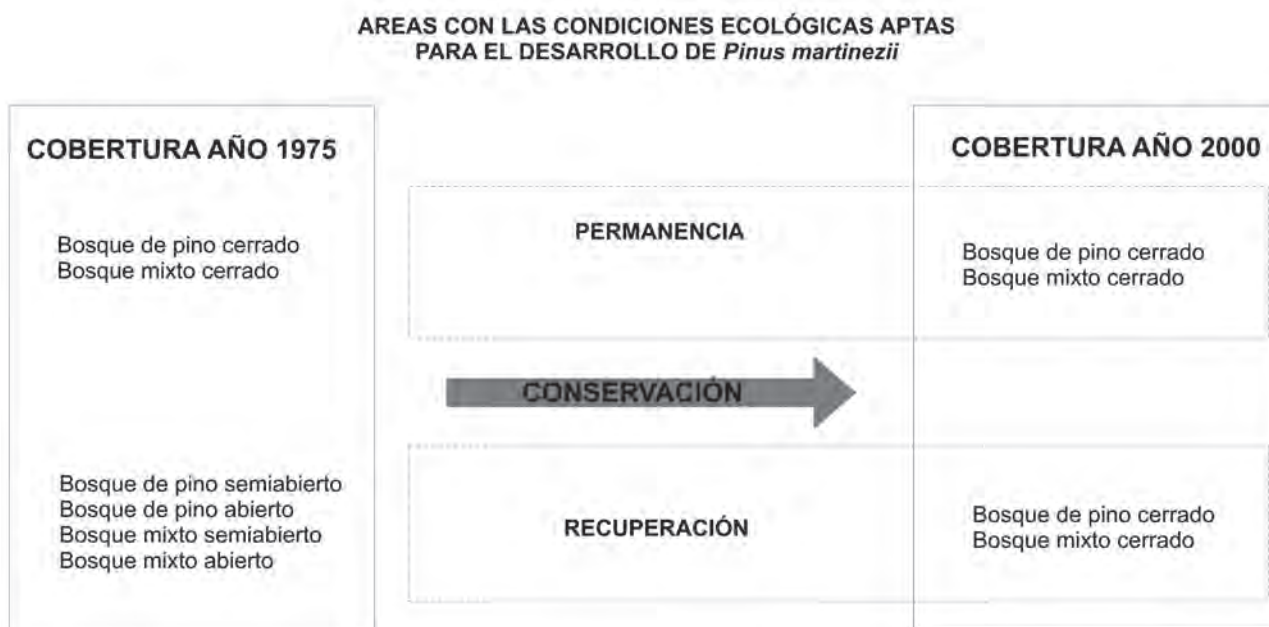 AREAS CON LAS CONDICIONES ECOLÓGICAS APTAS
PARA EL DESARROLLO DE Pinus martinezii
COBERTURA AÑO 1975
COBERTURA AÑO 2000
PERMANENCIA
Bosque de pino cerrado
Bosque mixto cerrado
Bosque de pino cerrado
Bosque mixto cerrado
CONSERVACIÓN
Bosque de pino semiabierto
Bosque de pino abierto
Bosque mixto semiabierto
Bosque mixto abierto
RECUPERACIÓN
Bosque de pino cerrado
Bosque mixto cerrado